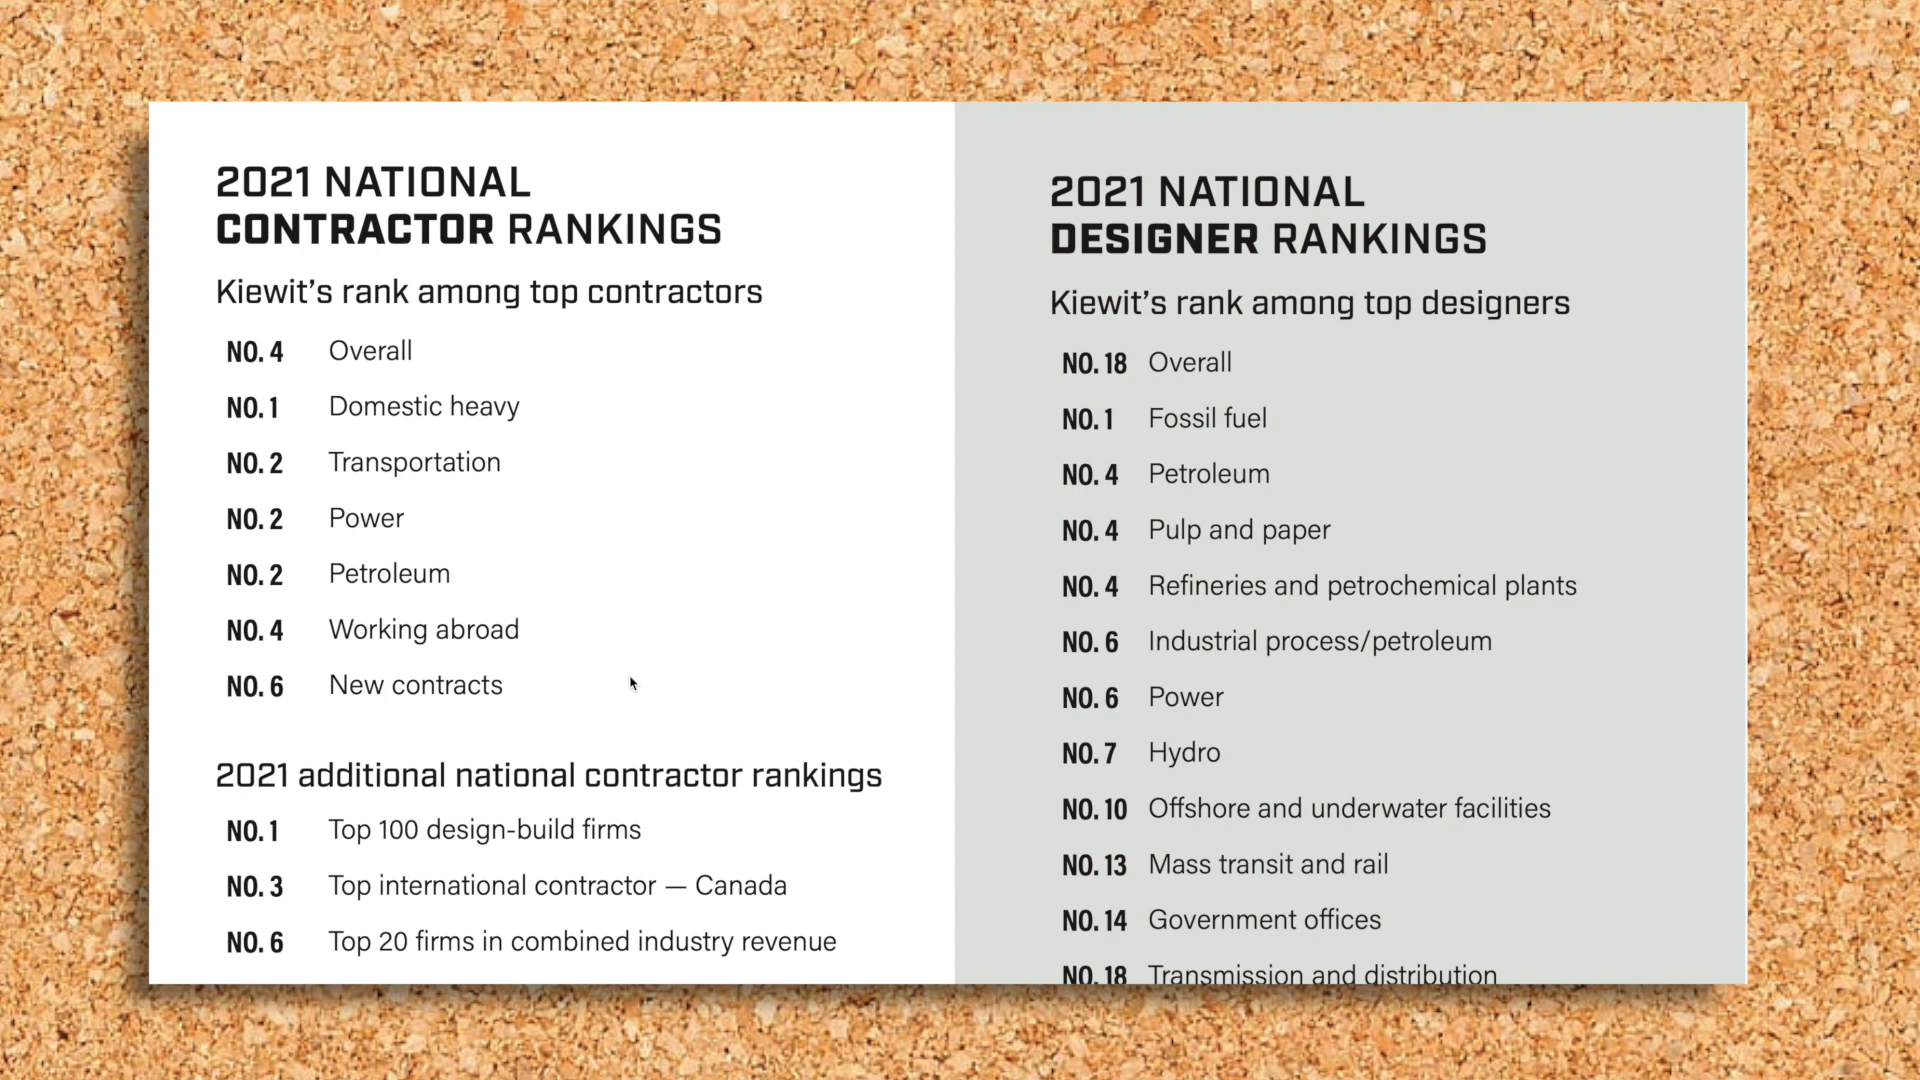 2021 NATIONAL
CONTRACTOR RANKINGS
Kiewit’s rank among top contractors
NO. 4 Overall
NO. 1 Domestic heavy
NO. 2 Transportation
NO. 2 Power
NO. 2 Petroleum
NO. 4 Working abroad
NO. 6 New contracts
2021 additional national contractor rankings
NO. 1 Top 100 design-build firms
NO. 3 Top international contractor — Canada
NO. 6 Top 20 firms in combined industry revenue
2021 NATIONAL
DESIGNER RANKINGS
Kiewit’s rank among top designers
NO. 18 Overall
NO. 1 Fossil fuel
NO. 4 Petroleum
NO. 4 Pulp and paper
NO. 4 Refineries and petrochemical plants
NO. 6 Industrial process/petroleum
NO. 6 Power
NO. 7 Hydro
NO. 10 Offshore and underwater facilities
NO. 13 Mass transit and rail
NO. 14 Government offices
NO. 18 Transmission and distribution